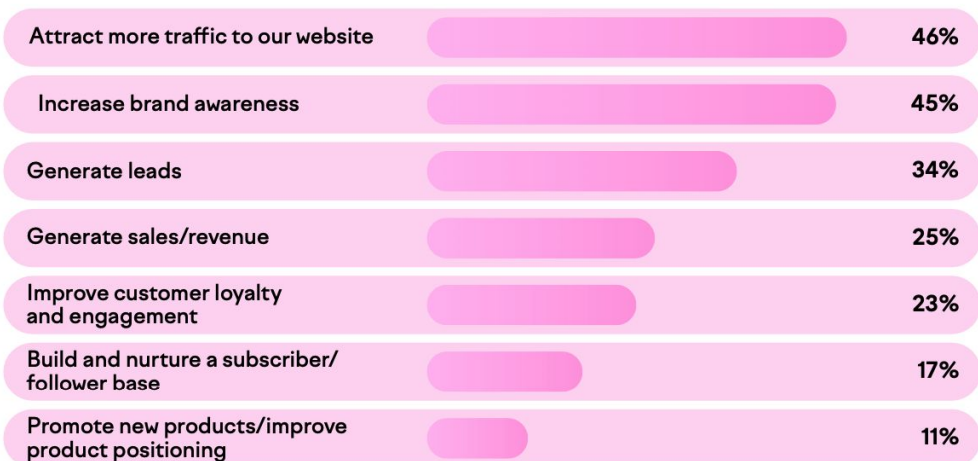 Attract more traffic to our website 46%
Increase brand awareness 45%
Generate leads 34%
Generate sales/revenue 25%
Improve customer loyalty
and engagement 23%
Build and nurture a subscriber/
follower base 17%
Promote new products/improve
product positioning 11%